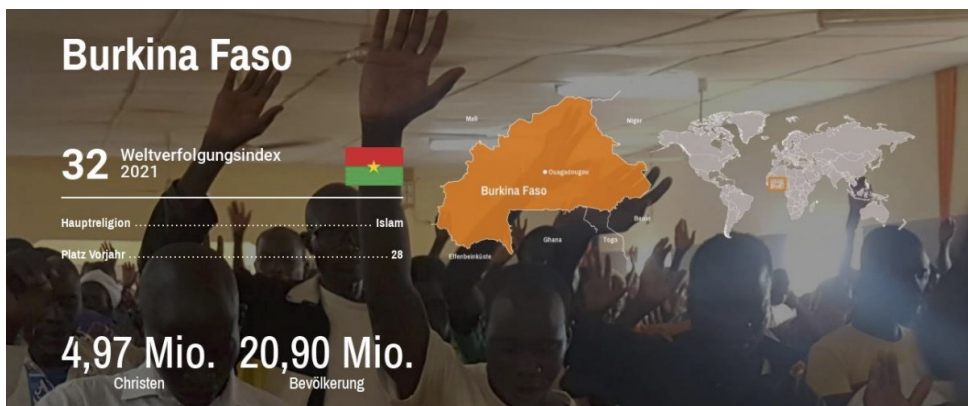 Burkina Faso
32 Weltverfolgungsindex
2021
Hauptreligion ........................................ Islam
Platz Vorjahr ........................................ 28
4,97 Mio.
Christen
20,90 Mio.
Bevölkerung
Mali
Niger
Ouagadougou
Burkina Faso
Benin
Ghana
Togo
Elfenbeinküste